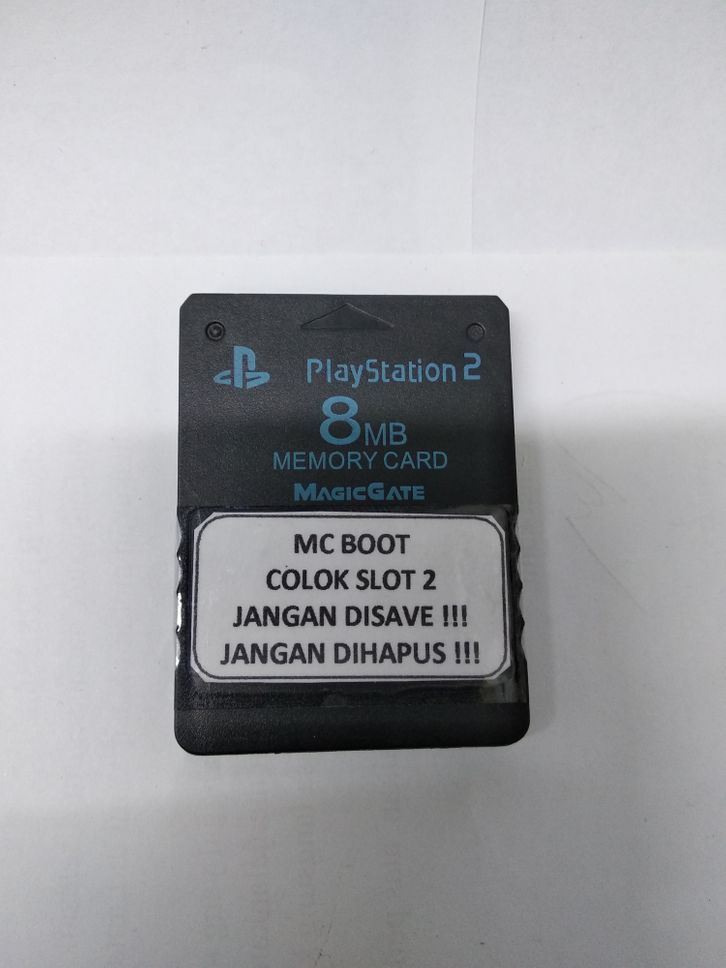 PlayStation 2
8MB
MEMORY CARD
MAGICGATE
MC BOOT
COLOK SLOT 2
JANGAN DISAVE !!!
JANGAN DIHAPUS !!!